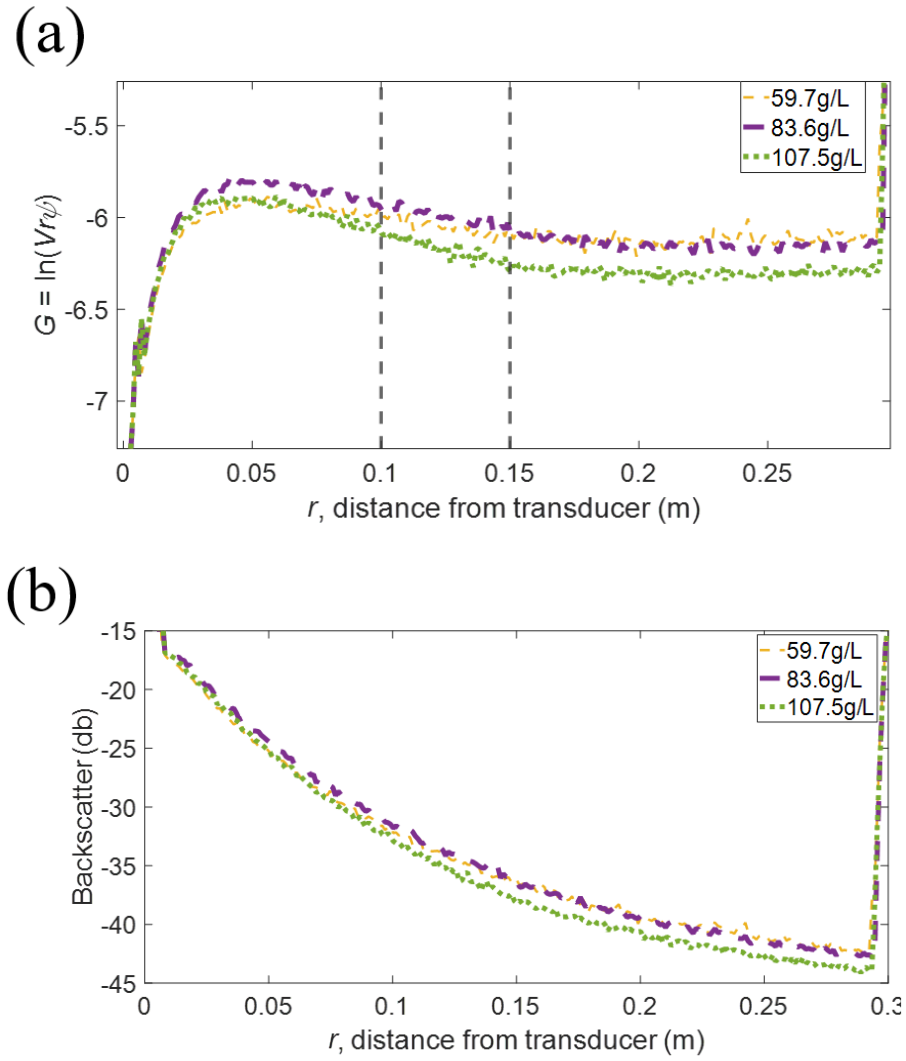 (a)
59.7g/L
83.6g/L
107.5g/L
-5.5
-6
-6.5
-7
G = ln(Vrψ)
0 0.05 0.1 0.15 0.2 0.25
r, distance from transducer (m)
(b)
59.7g/L
83.6g/L
107.5g/L
-15
-20
-25
-30
-35
-40
-45
Backscatter (db)
0 0.05 0.1 0.15 0.2 0.25 0.3
r, distance from transducer (m)